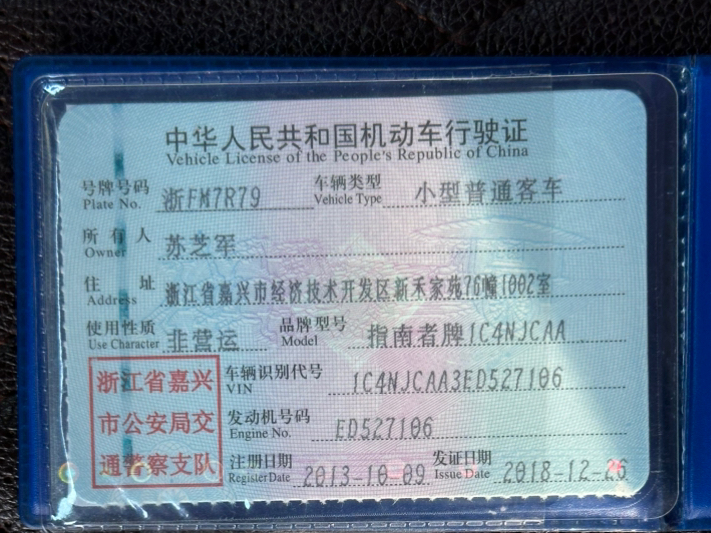 中华人民共和国机动车行驶证
Vehicle License of the People's Republic of China
号牌号码 浙FM7R79 车辆类型 小型普通客车
Plate No. Vehicle Type
所有人 苏芝军
Owner
住址 浙江省嘉兴市经济技术开发区新禾家苑76幢1002室
Address
使用性质 非营运 品牌型号 指南者牌1C4NJCAA
Use Character Model
浙江省嘉兴 车辆识别代号 1C4NJCAA3ED527106
VIN
市公安局交 发动机号码 ED527106
Engine No.
通警察支队 注册日期 2013-10-09 发证日期 2018-12-26
Register Date Issue Date